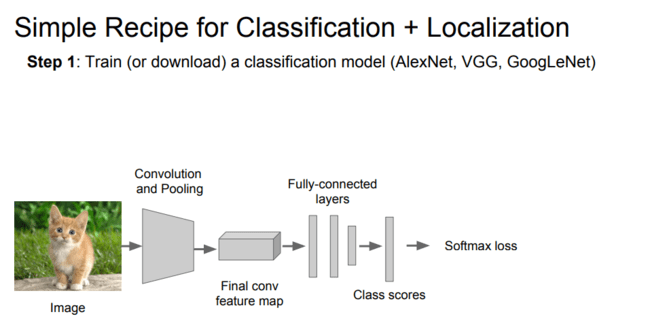 Simple Recipe for Classification + Localization
Step 1: Train (or download) a classification model (AlexNet, VGG, GoogLeNet)
Convolution
and Pooling
Fully-connected
layers
Softmax loss
Final conv
feature map
Class scores
Image